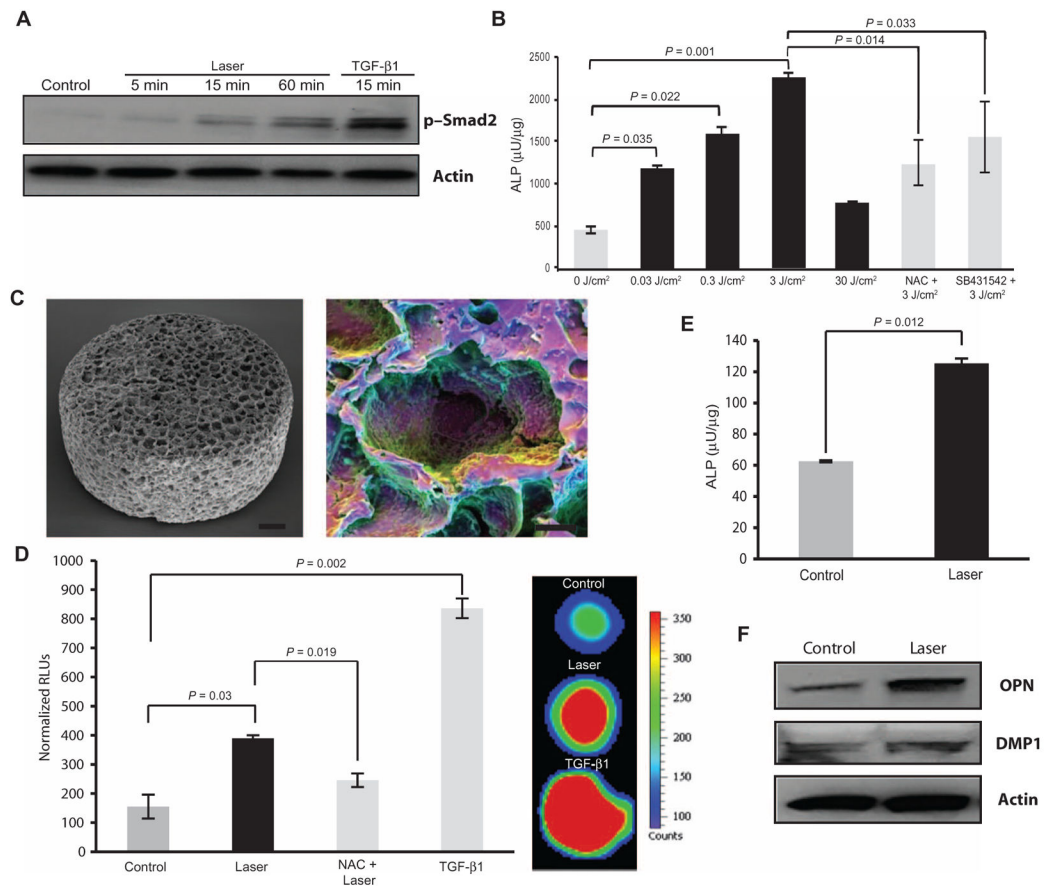 A
Laser
TGF-β1
Control
5 min
15 min
60 min
15 min
p–Smad2
Actin
B
ALP (μU/μg)
2500
2000
1500
1000
500
0
P = 0.033
P = 0.014
P = 0.001
P = 0.022
P = 0.035
0 J/cm²
0.03 J/cm²
0.3 J/cm²
3 J/cm²
30 J/cm²
NAC +
3 J/cm²
SB431542 +
3 J/cm²
C
D
Normalized RLUs
1000
900
800
700
600
500
400
300
200
100
0
P = 0.002
P = 0.019
P = 0.03
Control
Laser
NAC +
Laser
TGF-β1
Control
Laser
TGF-β1
350
300
250
200
150
100
Counts
E
ALP (μU/μg)
140
120
100
80
60
40
20
0
P = 0.012
Control
Laser
F
Control
Laser
OPN
DMP1
Actin